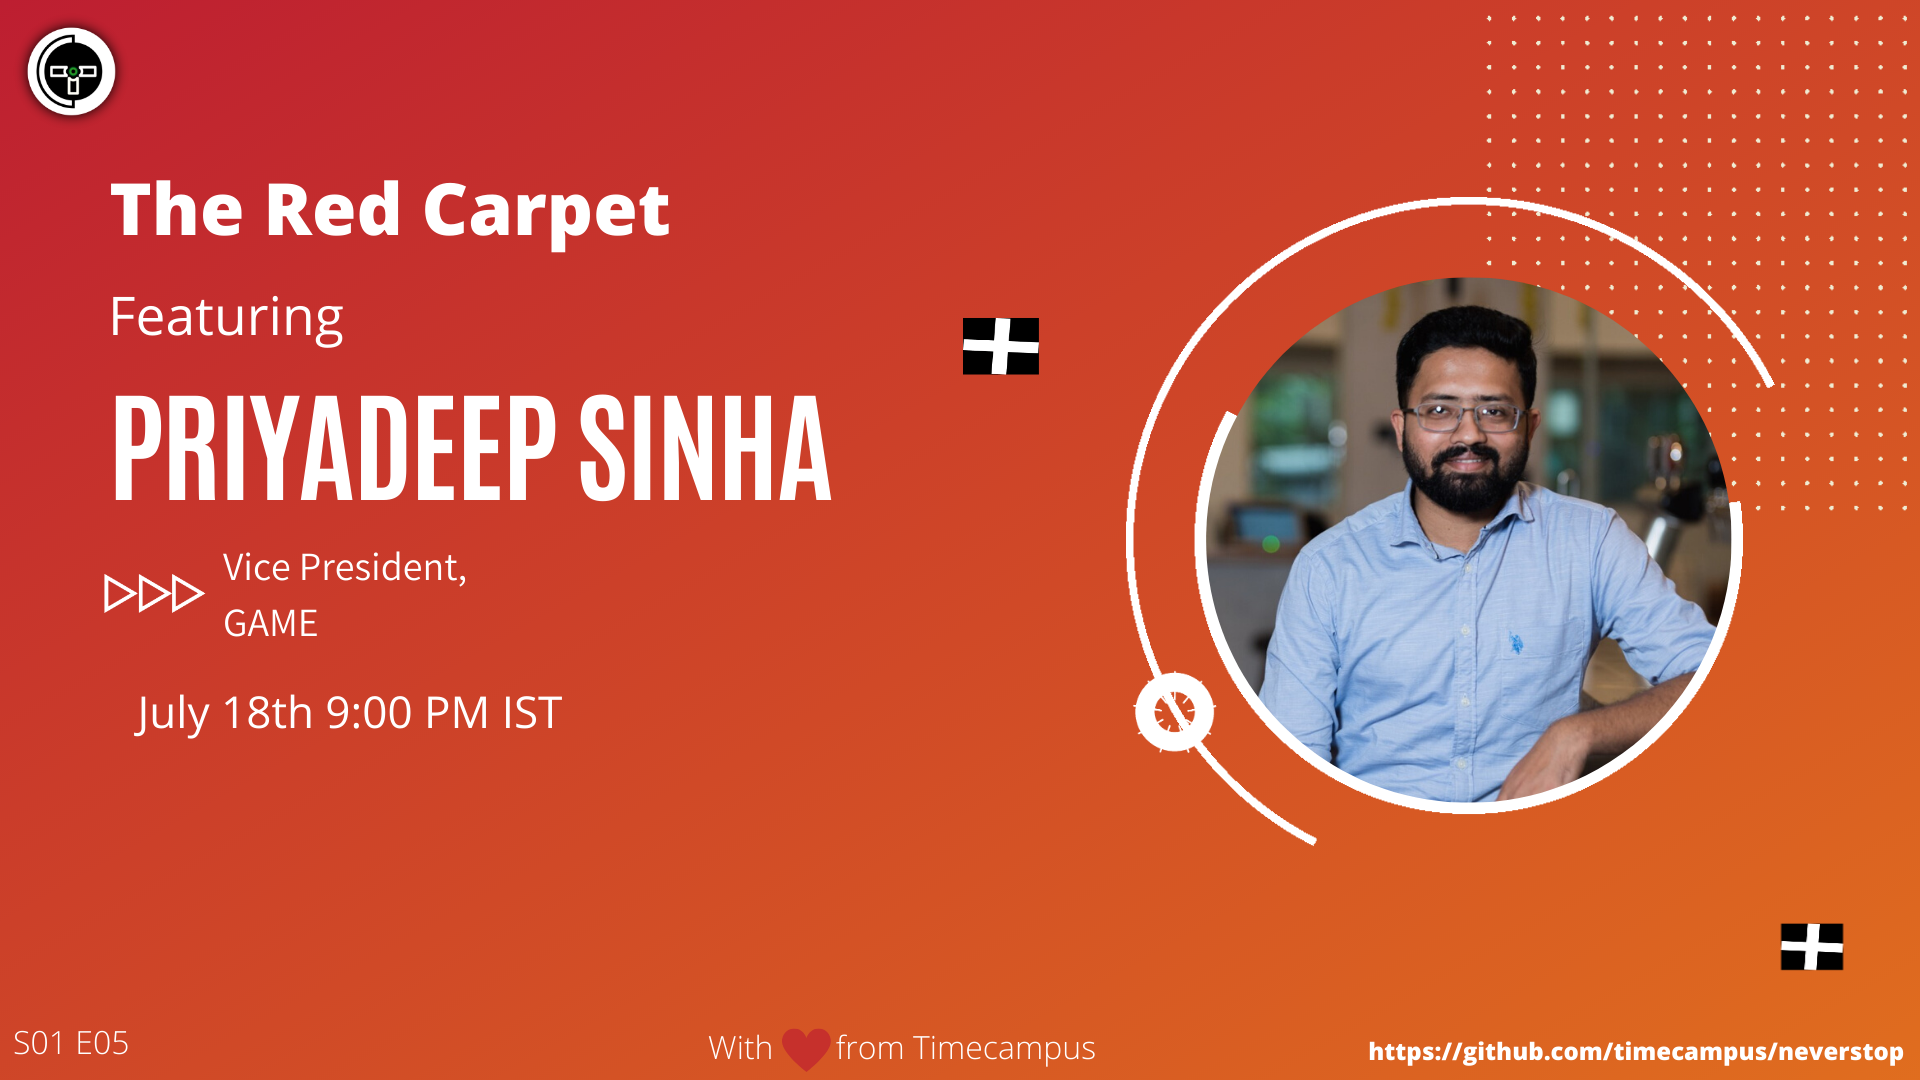 The Red Carpet
Featuring
PRIYADEEP SINHA
Vice President,
GAME
July 18th 9:00 PM IST
S01 E05
With from Timecampus
https://github.com/timecampus/neverstop